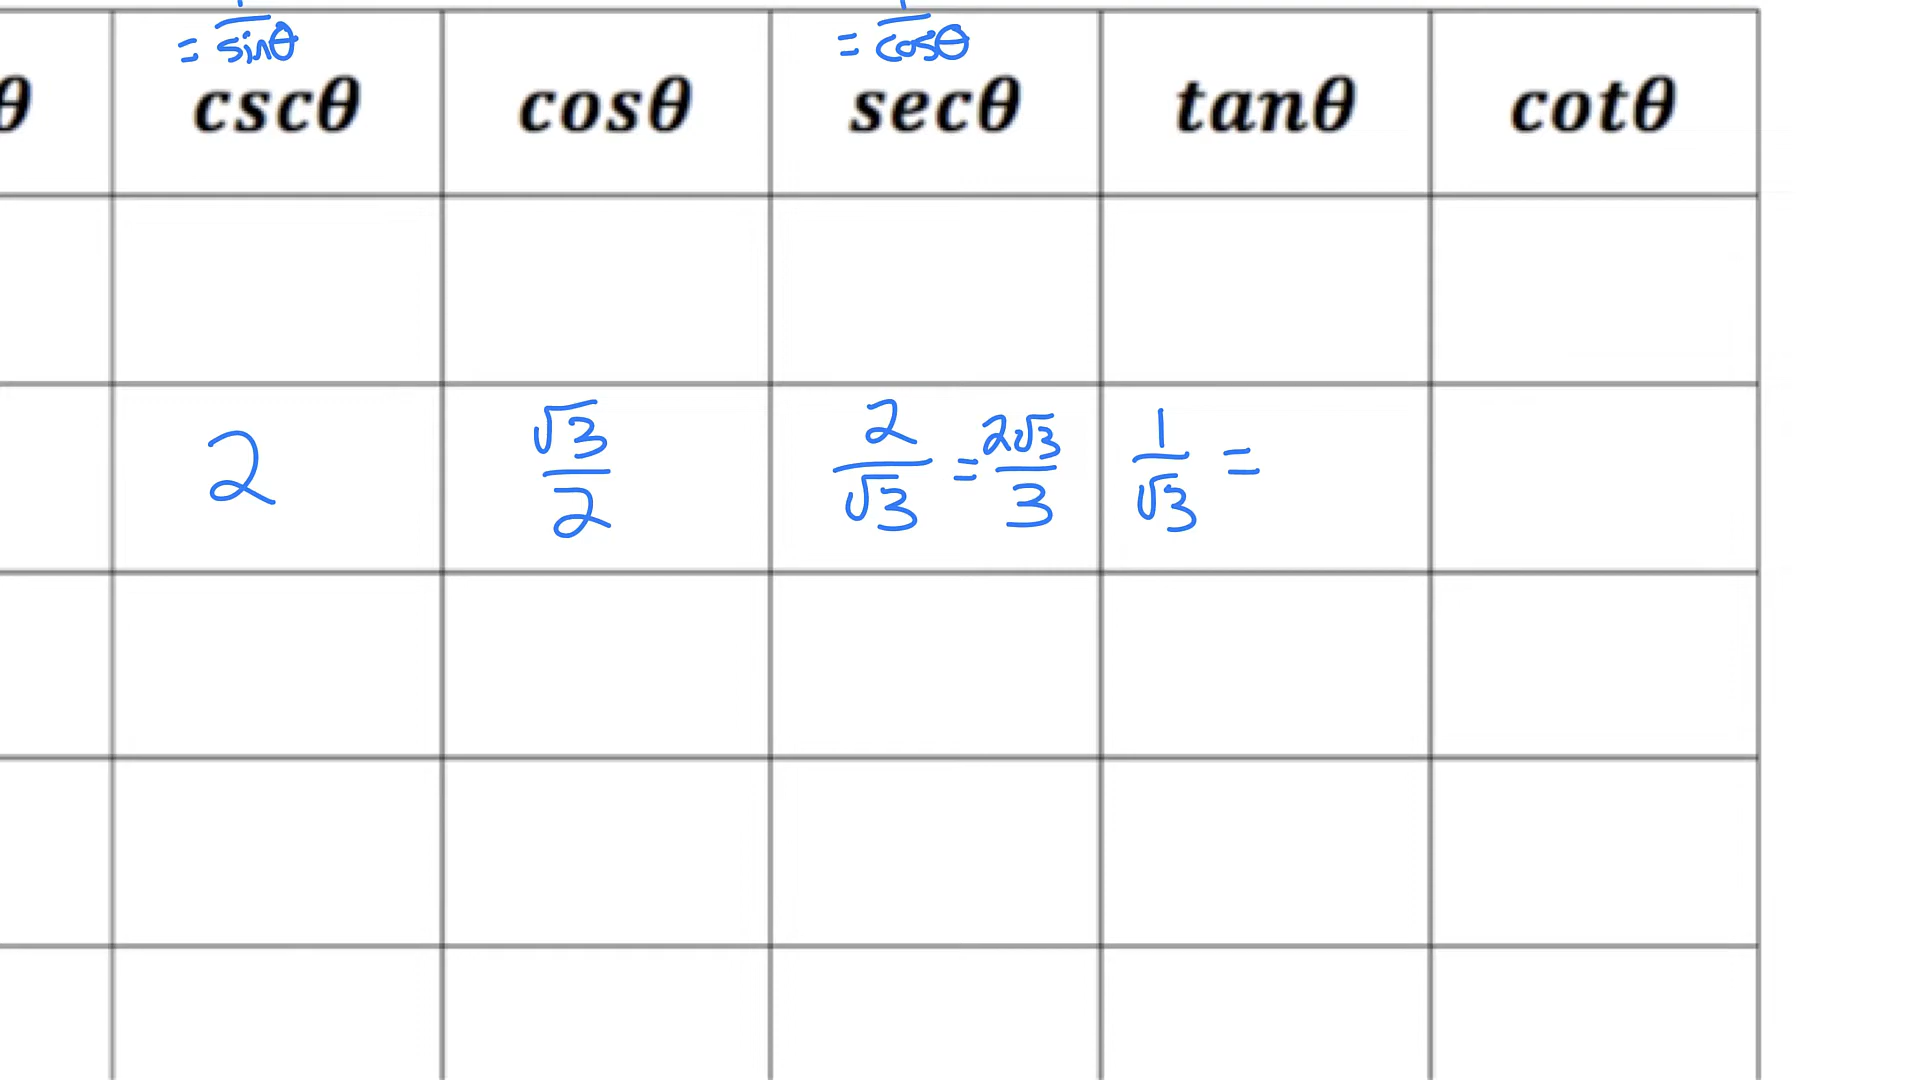 = 1/sinθ = 1/cosθ
θ cscθ cosθ secθ tanθ cotθ
2 √3/2 2/√3 = 2√3/3 1/√3 =